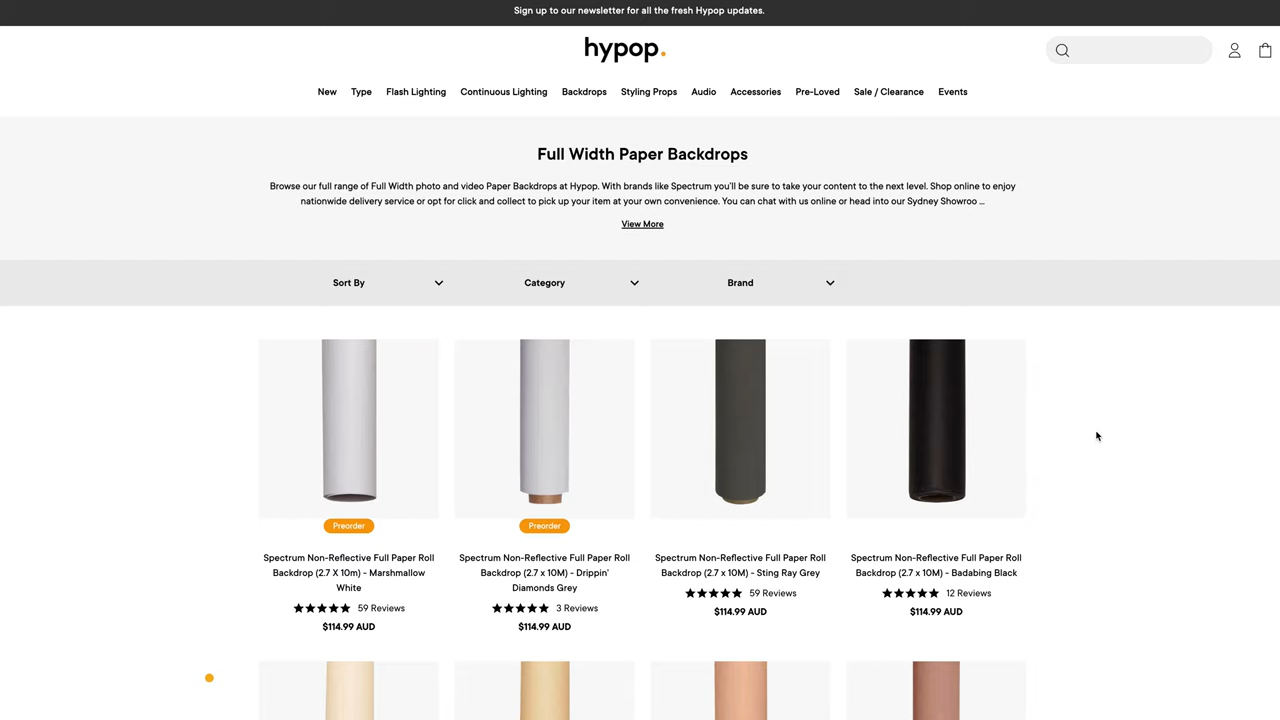 Sign up to our newsletter for all the fresh Hypop updates.
hypop.
New Type Flash Lighting Continuous Lighting Backdrops Styling Props Audio Accessories Pre-Loved Sale / Clearance Events
Full Width Paper Backdrops
Browse our full range of Full Width photo and video Paper Backdrops at Hypop. With brands like Spectrum you'll be sure to take your content to the next level. Shop online to enjoy
nationwide delivery service or opt for click and collect to pick up your item at your own convenience. You can chat with us online or head into our Sydney Showroo ...
View More
Sort By Category Brand
Preorder
Spectrum Non-Reflective Full Paper Roll
Backdrop (2.7 X 10m) - Marshmallow
White
59 Reviews
$114.99 AUD
Preorder
Spectrum Non-Reflective Full Paper Roll
Backdrop (2.7 x 10M) - Drippin'
Diamonds Grey
3 Reviews
$114.99 AUD
Spectrum Non-Reflective Full Paper Roll
Backdrop (2.7 x 10M) - Sting Ray Grey
59 Reviews
$114.99 AUD
Spectrum Non-Reflective Full Paper Roll
Backdrop (2.7 x 10M) - Badabing Black
12 Reviews
$114.99 AUD